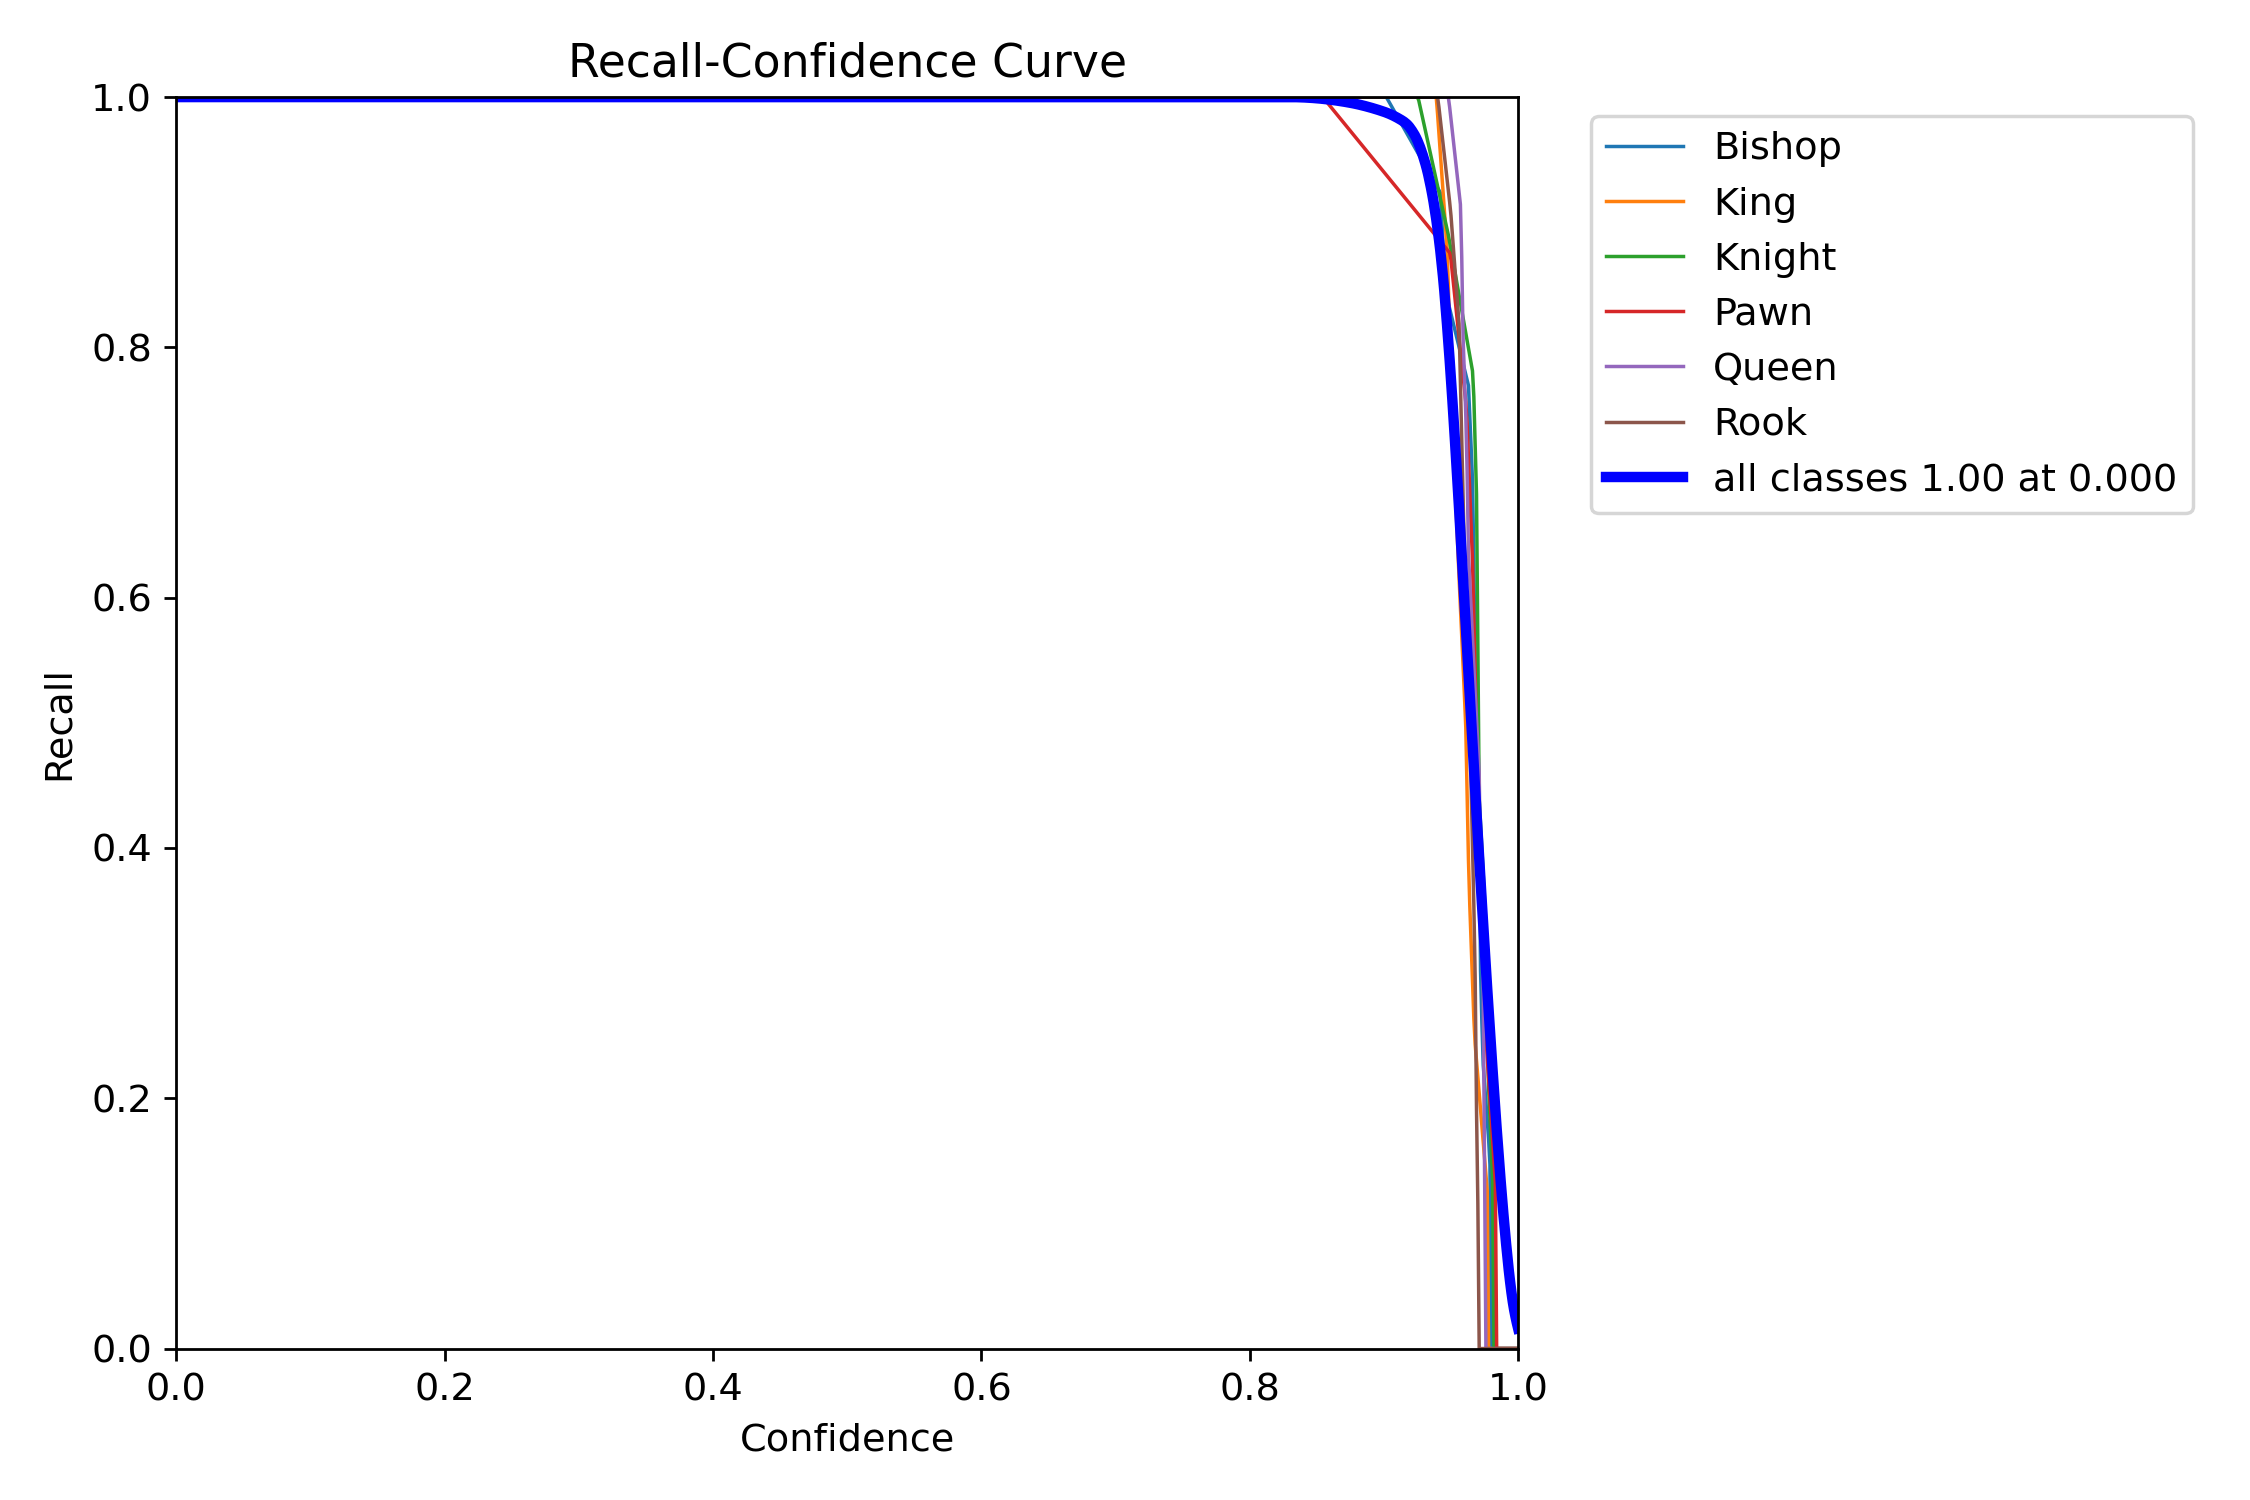 Recall-Confidence Curve
1.0
0.8
0.6
0.4
0.2
0.0
Recall
0.0 0.2 0.4 0.6 0.8 1.0
Confidence
Bishop
King
Knight
Pawn
Queen
Rook
all classes 1.00 at 0.000